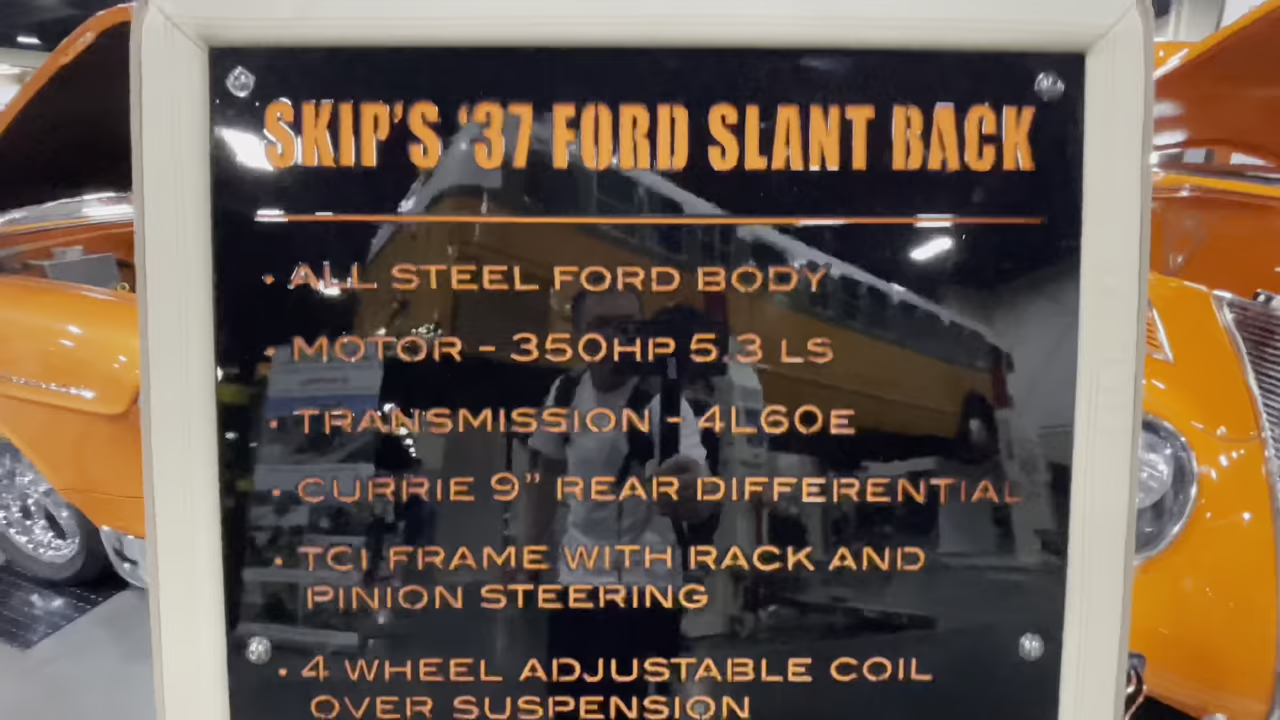 SKIP'S '37 FORD SLANT BACK
• ALL STEEL FORD BODY
• MOTOR - 350HP 5.3 LS
• TRANSMISSION - 4L60E
• CURRIE 9" REAR DIFFERENTIAL
• TCI FRAME WITH RACK AND
PINION STEERING
• 4 WHEEL ADJUSTABLE COIL
OVER SUSPENSION